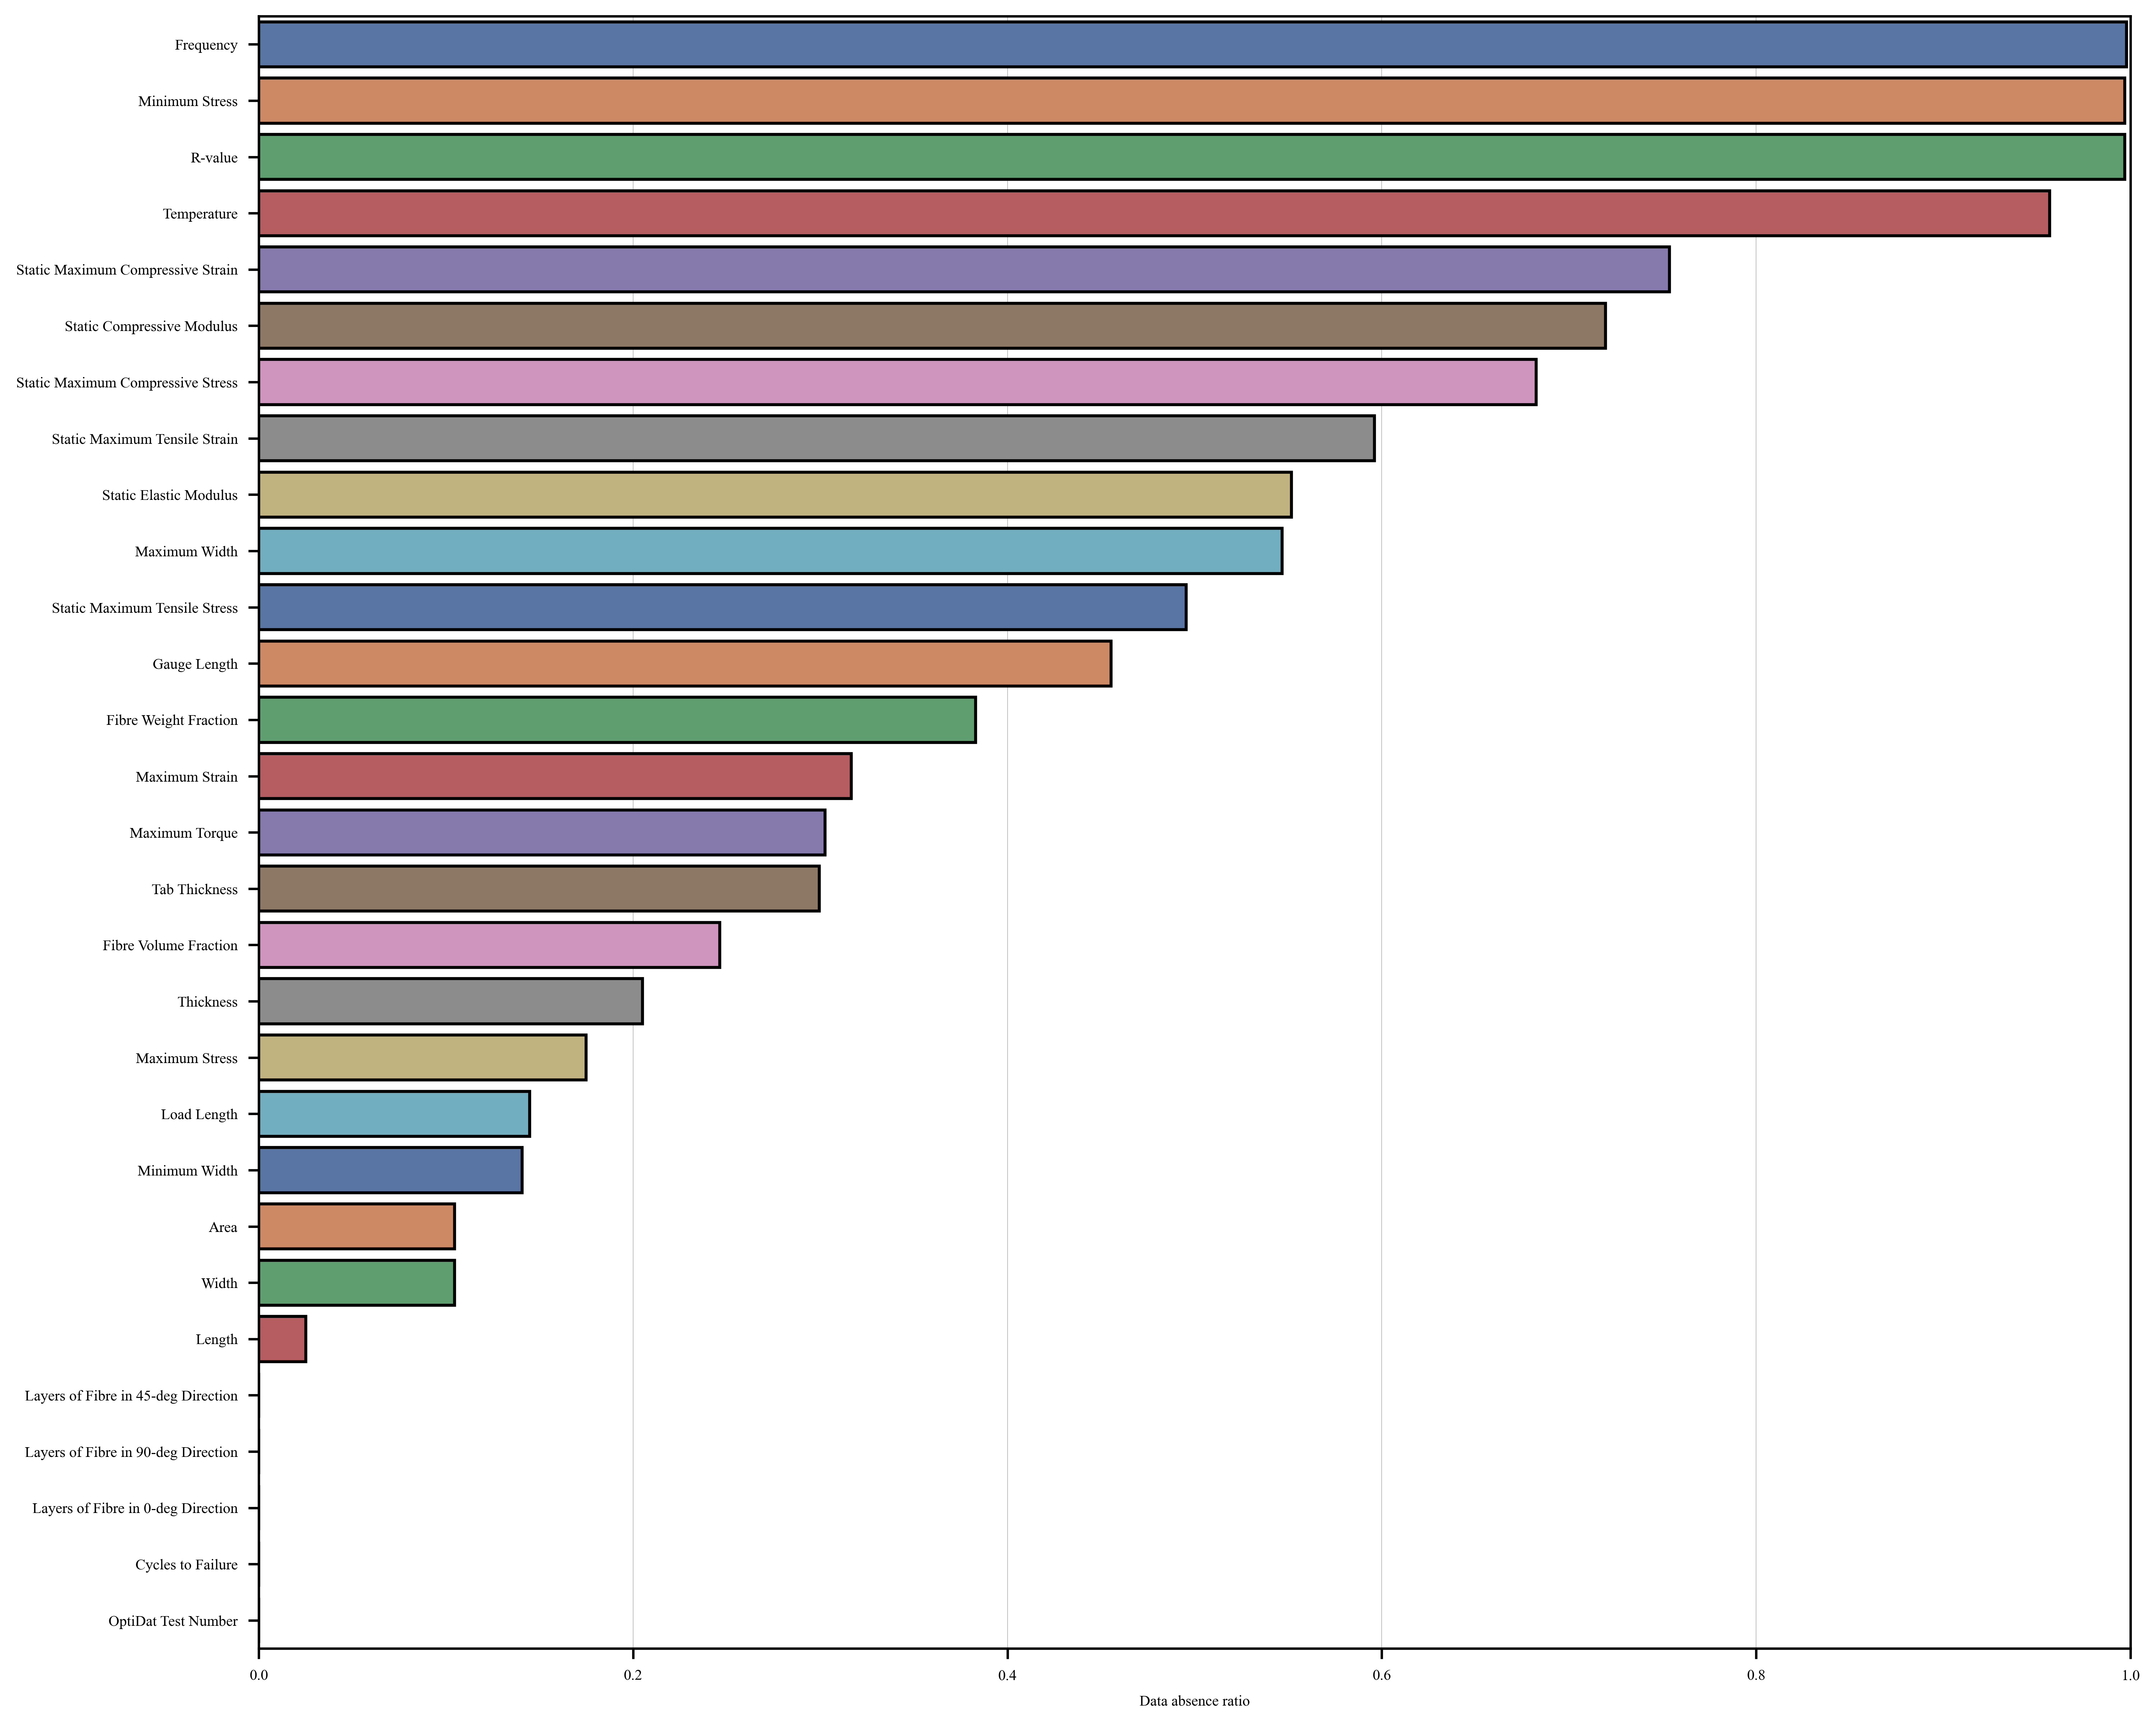 Frequency
Minimum Stress
R-value
Temperature
Static Maximum Compressive Strain
Static Compressive Modulus
Static Maximum Compressive Stress
Static Maximum Tensile Strain
Static Elastic Modulus
Maximum Width
Static Maximum Tensile Stress
Gauge Length
Fibre Weight Fraction
Maximum Strain
Maximum Torque
Tab Thickness
Fibre Volume Fraction
Thickness
Maximum Stress
Load Length
Minimum Width
Area
Width
Length
Layers of Fibre in 45-deg Direction
Layers of Fibre in 90-deg Direction
Layers of Fibre in 0-deg Direction
Cycles to Failure
OptiDat Test Number
0.0 0.2 0.4 0.6 0.8 1.0
Data absence ratio